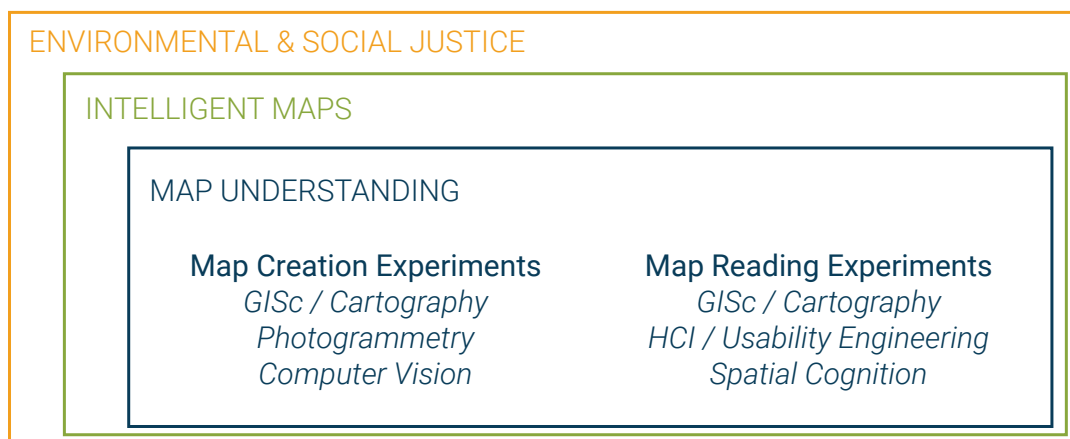 ENVIRONMENTAL & SOCIAL JUSTICE
INTELLIGENT MAPS
MAP UNDERSTANDING
Map Creation Experiments
GISc / Cartography
Photogrammetry
Computer Vision
Map Reading Experiments
GISc / Cartography
HCI / Usability Engineering
Spatial Cognition